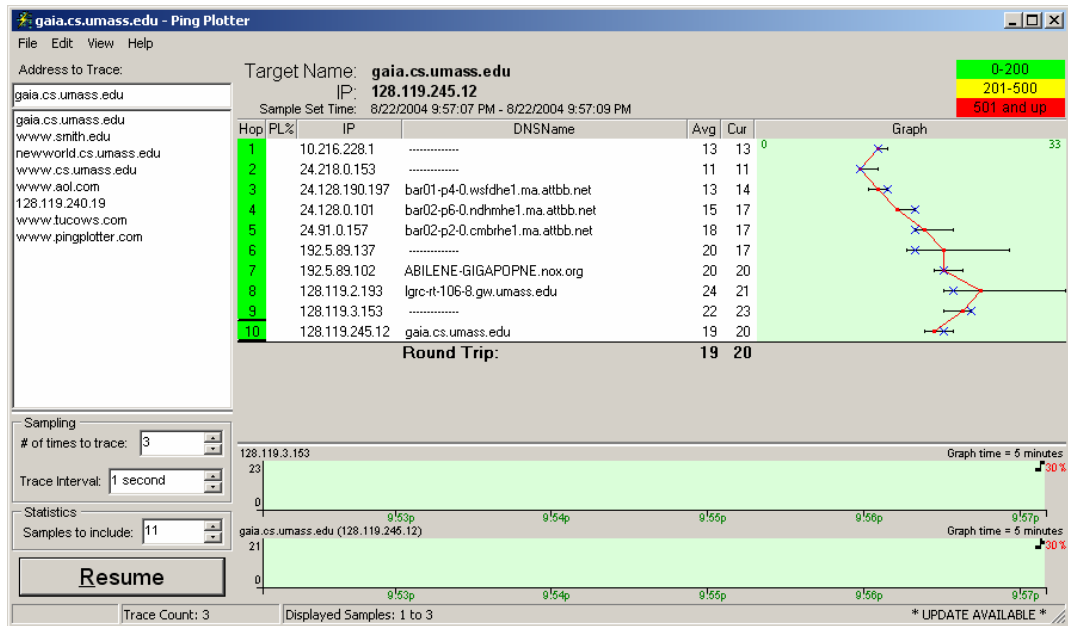 gaia.cs.umass.edu - Ping Plotter
File Edit View Help
Address to Trace:
gaia.cs.umass.edu
gaia.cs.umass.edu
www.smith.edu
newworld.cs.umass.edu
www.cs.umass.edu
www.aol.com
128.119.240.19
www.tucows.com
www.pingplotter.com
Sampling
# of times to trace: 3
Trace Interval: 1 second
Statistics
Samples to include: 11
Resume
Target Name: gaia.cs.umass.edu
IP: 128.119.245.12
Sample Set Time: 8/22/2004 9:57:07 PM - 8/22/2004 9:57:09 PM
0-200
201-500
501 and up
Hop PL% IP DNSName Avg Cur Graph
0 33
1 10.216.228.1 ------------- 13 13
2 24.218.0.153 ------------- 11 11
3 24.128.190.197 bar01-p4-0.wsfdhe1.ma.attbb.net 13 14
4 24.128.0.101 bar02-p6-0.ndhmhe1.ma.attbb.net 15 17
5 24.91.0.157 bar02-p2-0.cmbrhe1.ma.attbb.net 18 17
6 192.5.89.137 ------------- 20 17
7 192.5.89.102 ABILENE-GIGAPOPNE.nox.org 20 20
8 128.119.2.193 lgrc-rt-106-8.gw.umass.edu 24 21
9 128.119.3.153 ------------- 22 23
10 128.119.245.12 gaia.cs.umass.edu 19 20
Round Trip: 19 20
128.119.3.153 Graph time = 5 minutes
23 30%
0
9:53p 9:54p 9:55p 9:56p 9:57p
gaia.cs.umass.edu (128.119.245.12) Graph time = 5 minutes
21 30%
0
9:53p 9:54p 9:55p 9:56p 9:57p
Trace Count: 3 Displayed Samples: 1 to 3 * UPDATE AVAILABLE *